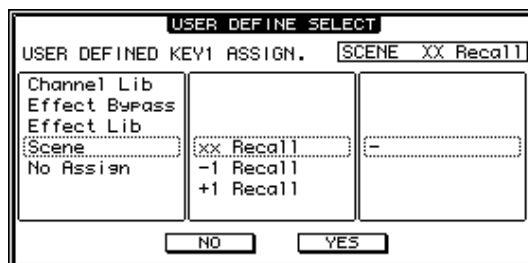 USER DEFINE SELECT
USER DEFINED KEY1 ASSIGN. SCENE XX Recall
Channel Lib
Effect Bypass
Effect Lib
Scene xx Recall -
No Assign -1 Recall
+1 Recall
NO YES